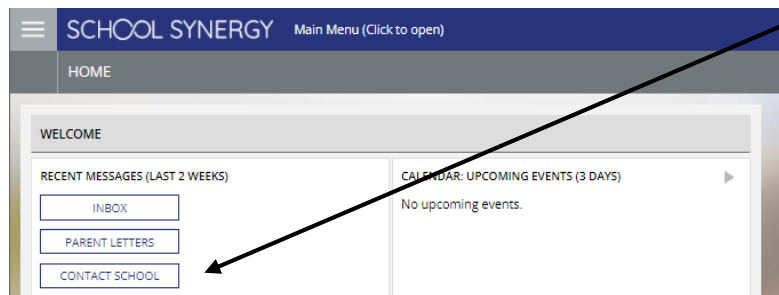 SCHOOL SYNERGY Main Menu (Click to open)
HOME
WELCOME
RECENT MESSAGES (LAST 2 WEEKS)
INBOX
PARENT LETTERS
CONTACT SCHOOL
CALENDAR: UPCOMING EVENTS (3 DAYS)
No upcoming events.